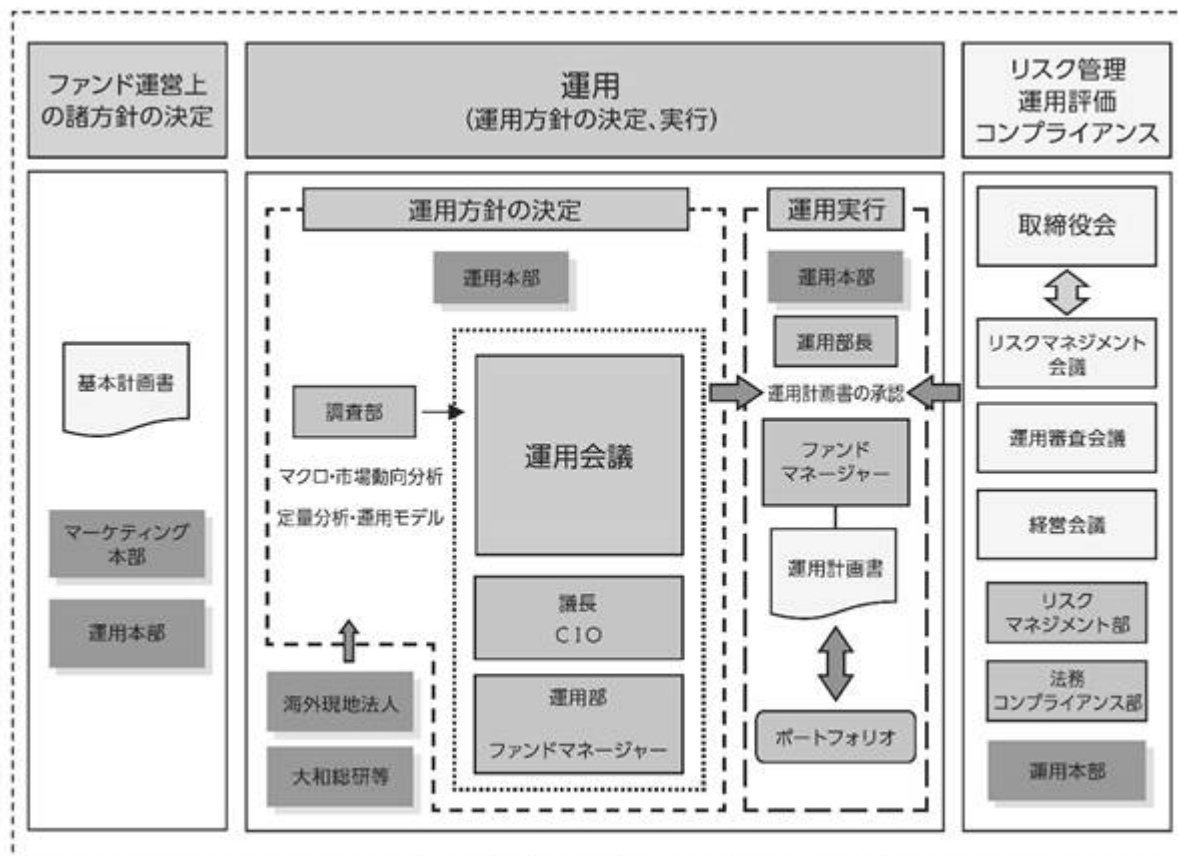 ファンド運営上
の諸方針の決定
運用
(運用方針の決定、実行)
リスク管理
運用評価
コンプライアンス
基本計画書
マーケティング
本部
運用本部
運用方針の決定
運用本部
調査部
マクロ・市場動向分析
定量分析・運用モデル
運用会議
議長
CIO
運用部
ファンドマネージャー
海外現地法人
大和総研等
運用実行
運用本部
運用部長
運用計画書の承認
ファンド
マネージャー
運用計画書
ポートフォリオ
取締役会
リスクマネジメント
会議
運用審査会議
経営会議
リスク
マネジメント部
法務
コンプライアンス部
運用本部